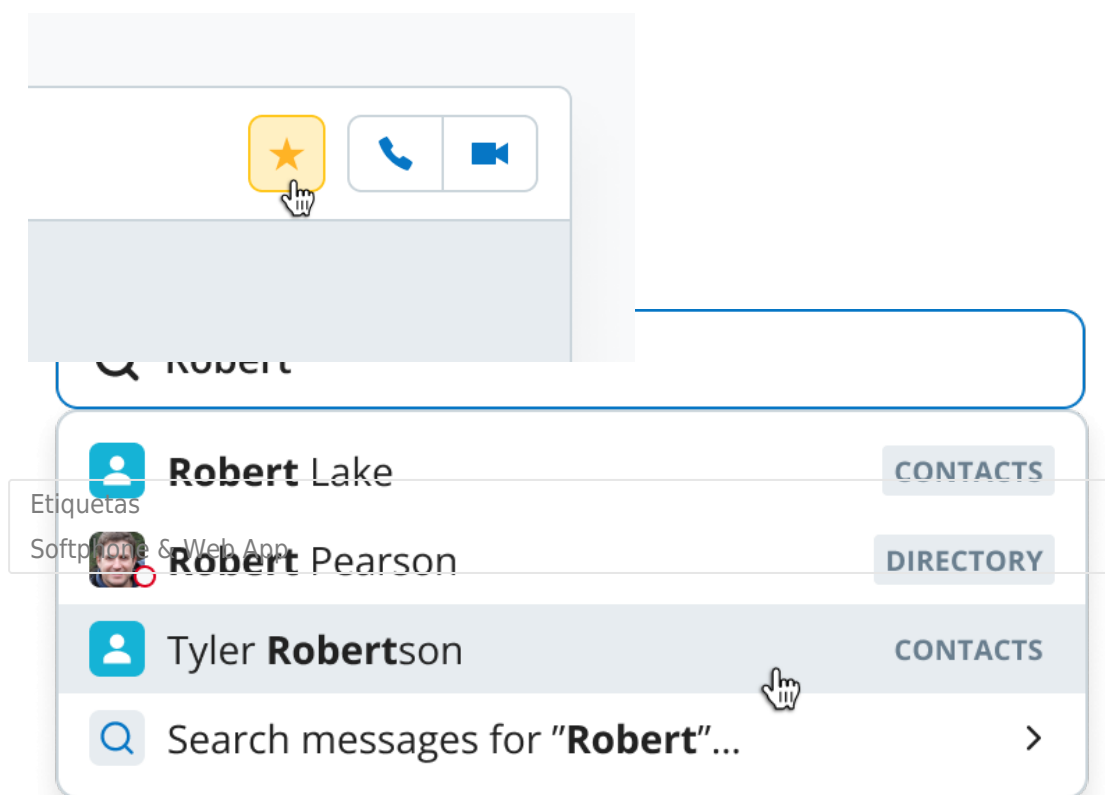 Robert
Robert Lake CONTACTS
Etiquetas
Softphone & Web App
Robert Pearson DIRECTORY
Tyler Robertson CONTACTS
Search messages for ”Robert”...